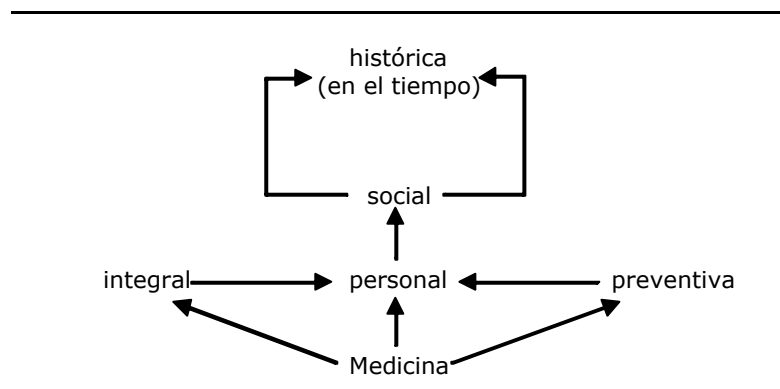 histórica
(en el tiempo)
social
integral personal preventiva
Medicina